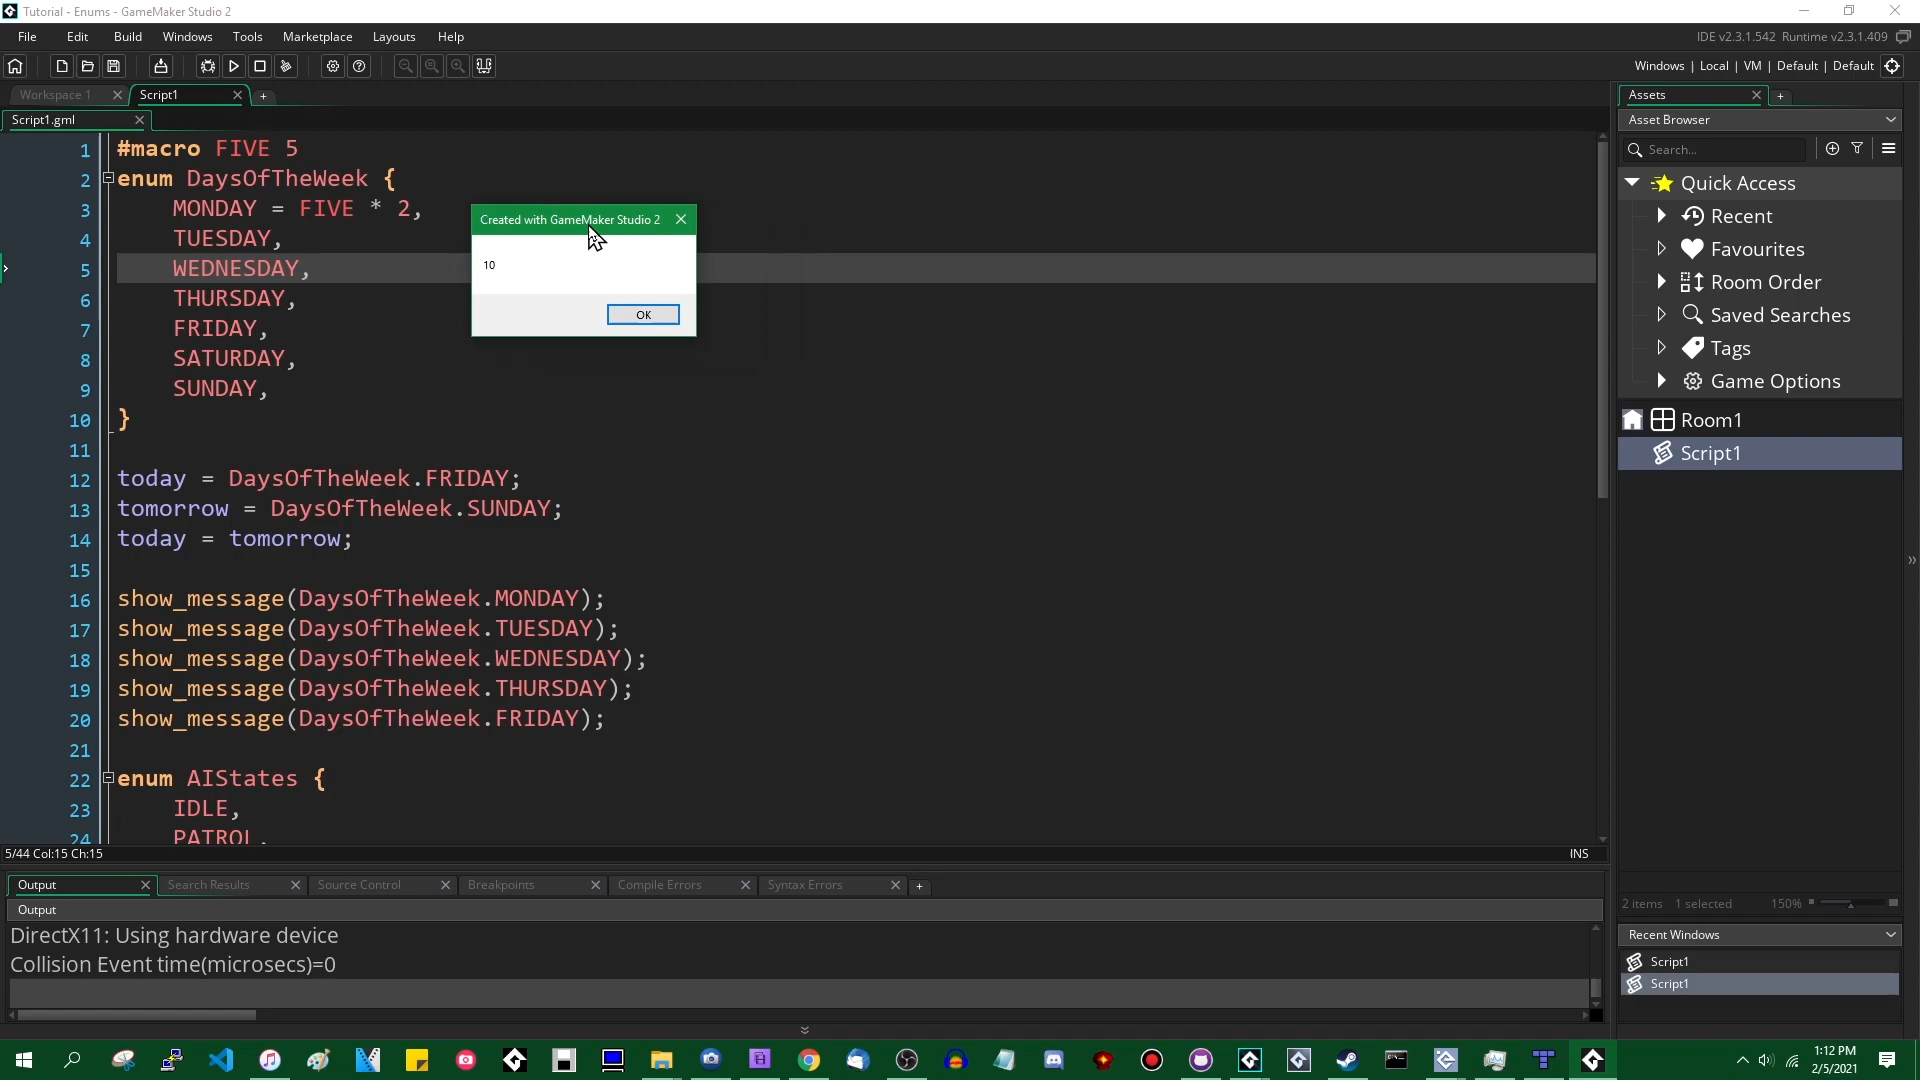 Tutorial - Enums - GameMaker Studio 2
File Edit Build Windows Tools Marketplace Layouts Help
IDE v2.3.1.542 Runtime v2.3.1.409
Windows | Local | VM | Default | Default
Workspace 1
Script1
Script1.gml
1 #macro FIVE 5
2 enum DaysOfTheWeek {
3 MONDAY = FIVE * 2,
4 TUESDAY,
5 WEDNESDAY,
6 THURSDAY,
7 FRIDAY,
8 SATURDAY,
9 SUNDAY,
10 }
11
12 today = DaysOfTheWeek.FRIDAY;
13 tomorrow = DaysOfTheWeek.SUNDAY;
14 today = tomorrow;
15
16 show_message(DaysOfTheWeek.MONDAY);
17 show_message(DaysOfTheWeek.TUESDAY);
18 show_message(DaysOfTheWeek.WEDNESDAY);
19 show_message(DaysOfTheWeek.THURSDAY);
20 show_message(DaysOfTheWeek.FRIDAY);
21
22 enum AIStates {
23 IDLE,
24 PATROL,
Created with GameMaker Studio 2
10
OK
5/44 Col:15 Ch:15
INS
Output Search Results Source Control Breakpoints Compile Errors Syntax Errors
Output
DirectX11: Using hardware device
Collision Event time(microsecs)=0
Assets
Asset Browser
Search...
Quick Access
Recent
Favourites
Room Order
Saved Searches
Tags
Game Options
Room1
Script1
2 items 1 selected 150%
Recent Windows
Script1
Script1
1:12 PM
2/5/2021